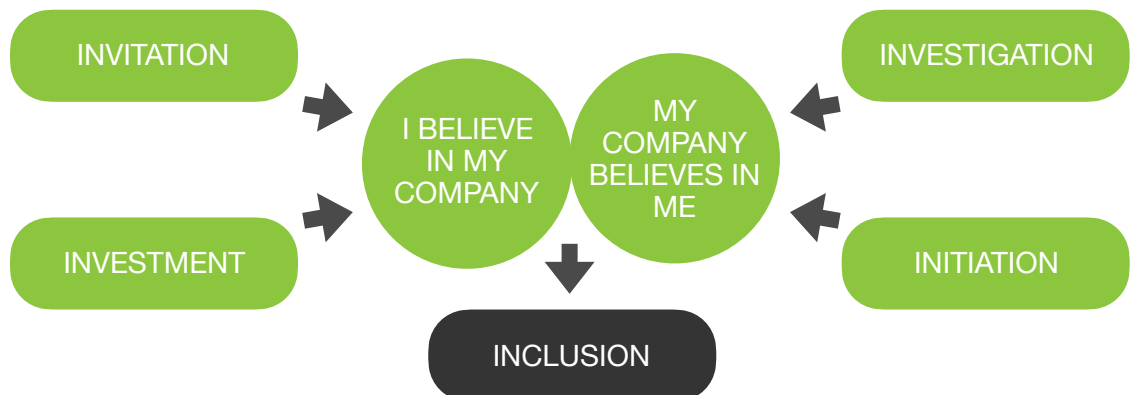 INVITATION
INVESTIGATION
I BELIEVE
IN MY
COMPANY
MY
COMPANY
BELIEVES IN
ME
INVESTMENT
INITIATION
INCLUSION